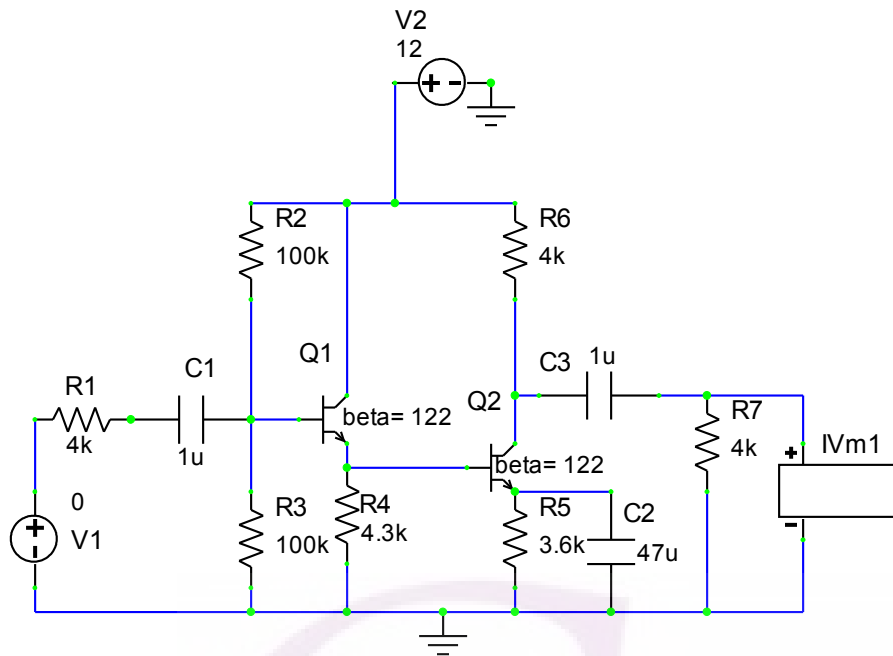 V2
12
+ -
R2
100k
R6
4k
Q1
C1
1u
R1
4k
beta= 122
C3
1u
Q2
beta= 122
R7
4k
IVm1
+
-
0
V1
+
-
R3
100k
R4
4.3k
R5
3.6k
C2
47u